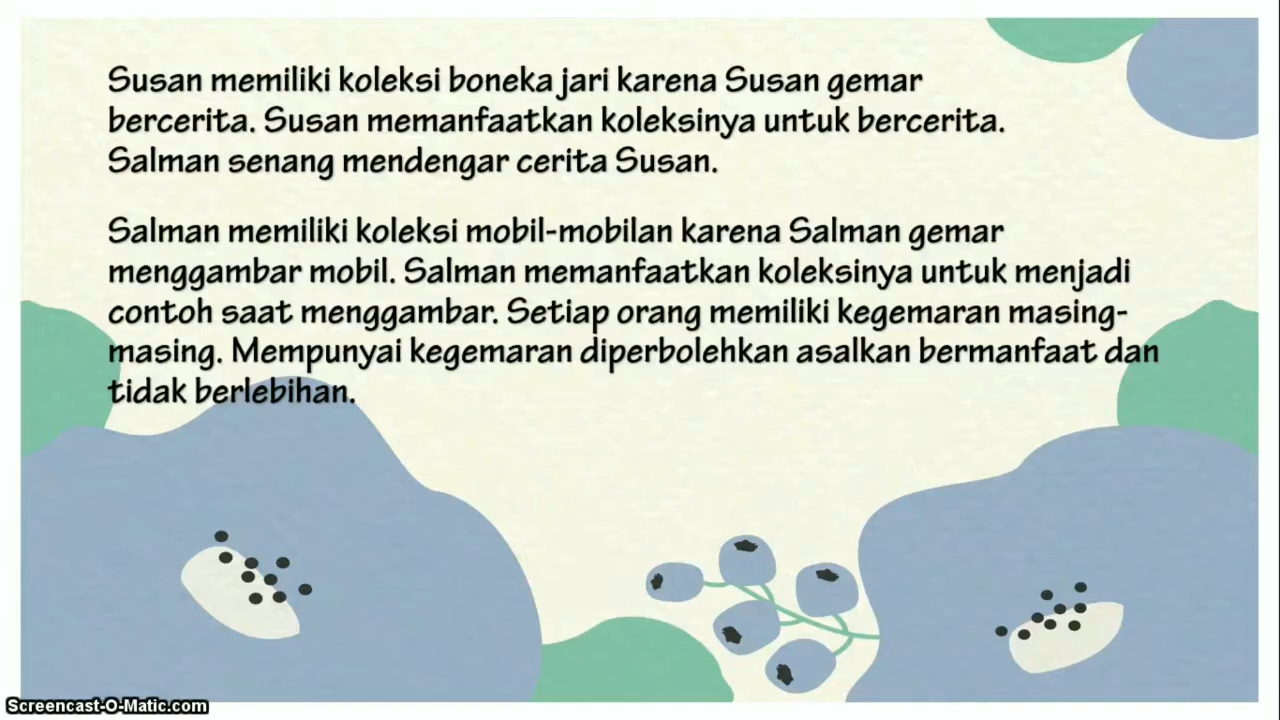 Susan memiliki koleksi boneka jari karena Susan gemar
bercerita. Susan memanfaatkan koleksinya untuk bercerita.
Salman senang mendengar cerita Susan.
Salman memiliki koleksi mobil-mobilan karena Salman gemar
menggambar mobil. Salman memanfaatkan koleksinya untuk menjadi
contoh saat menggambar. Setiap orang memiliki kegemaran masing-
masing. Mempunyai kegemaran diperbolehkan asalkan bermanfaat dan
tidak berlebihan.
Screencast-O-Matic.com